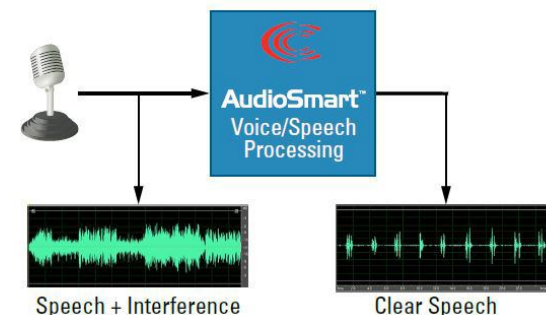 AudioSmart™
Voice/Speech
Processing
Speech + Interference
Clear Speech